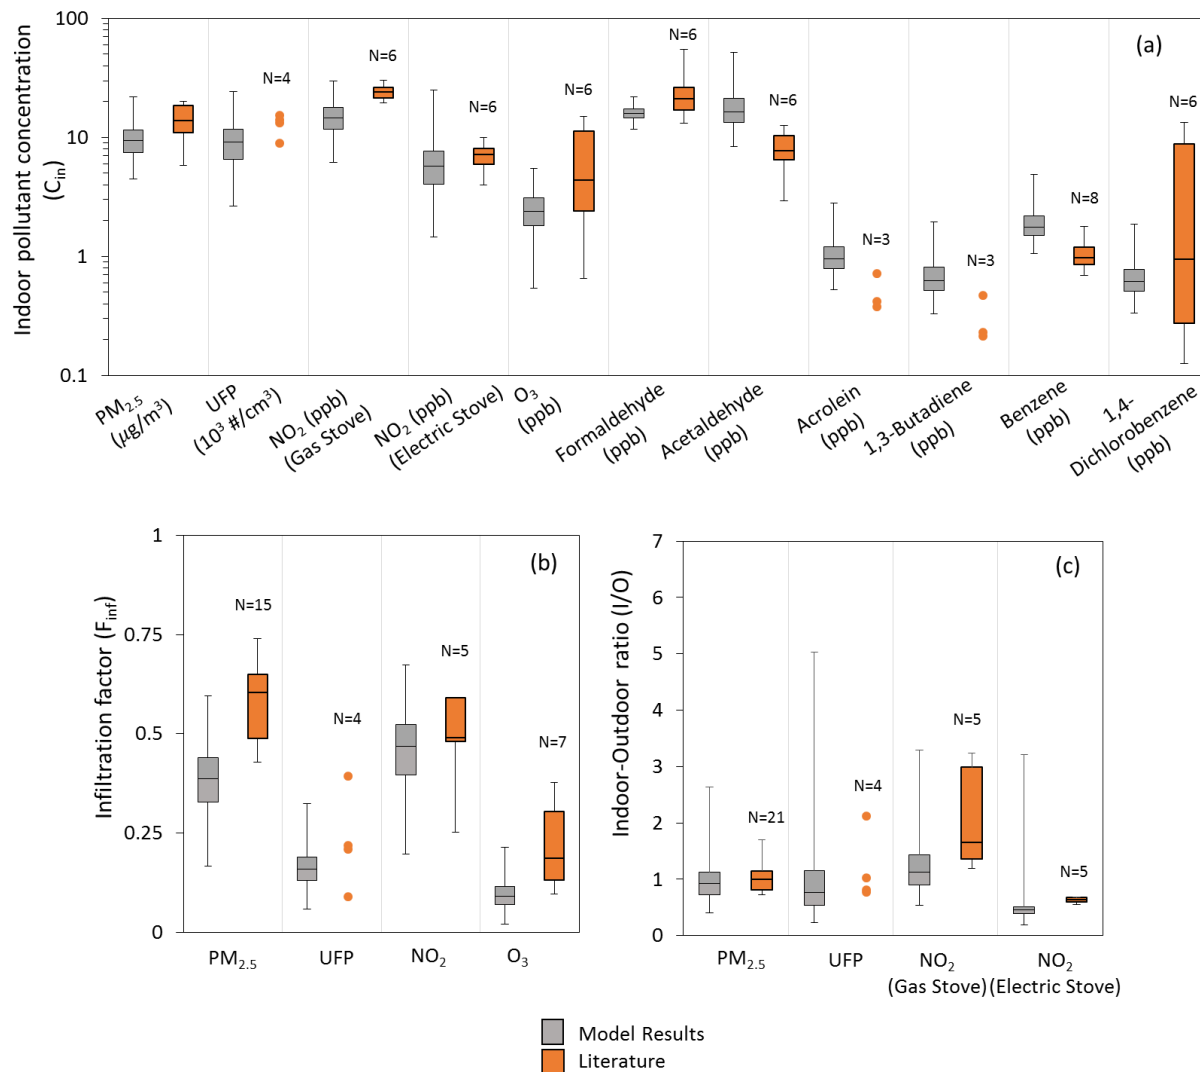 (a)
Indoor pollutant concentration
(C_in)
100
10
1
0.1
N=4
N=6
N=6
N=6
N=6
N=6
N=3
N=3
N=8
N=6
PM2.5
(μg/m³)
UFP
(10³ #/cm³)
NO₂ (ppb)
(Gas Stove)
NO₂ (ppb)
(Electric Stove)
O₃
(ppb)
Formaldehyde
(ppb)
Acetaldehyde
(ppb)
Acrolein
(ppb)
1,3-Butadiene
(ppb)
Benzene
(ppb)
1,4-
Dichlorobenzene
(ppb)
(b)
Infiltration factor (F_inf)
1
0.75
0.5
0.25
0
N=15
N=4
N=5
N=7
PM2.5
UFP
NO₂
O₃
(c)
Indoor-Outdoor ratio (I/O)
7
6
5
4
3
2
1
0
N=21
N=4
N=5
N=5
PM2.5
UFP
NO₂
(Gas Stove)
NO₂
(Electric Stove)
Model Results
Literature